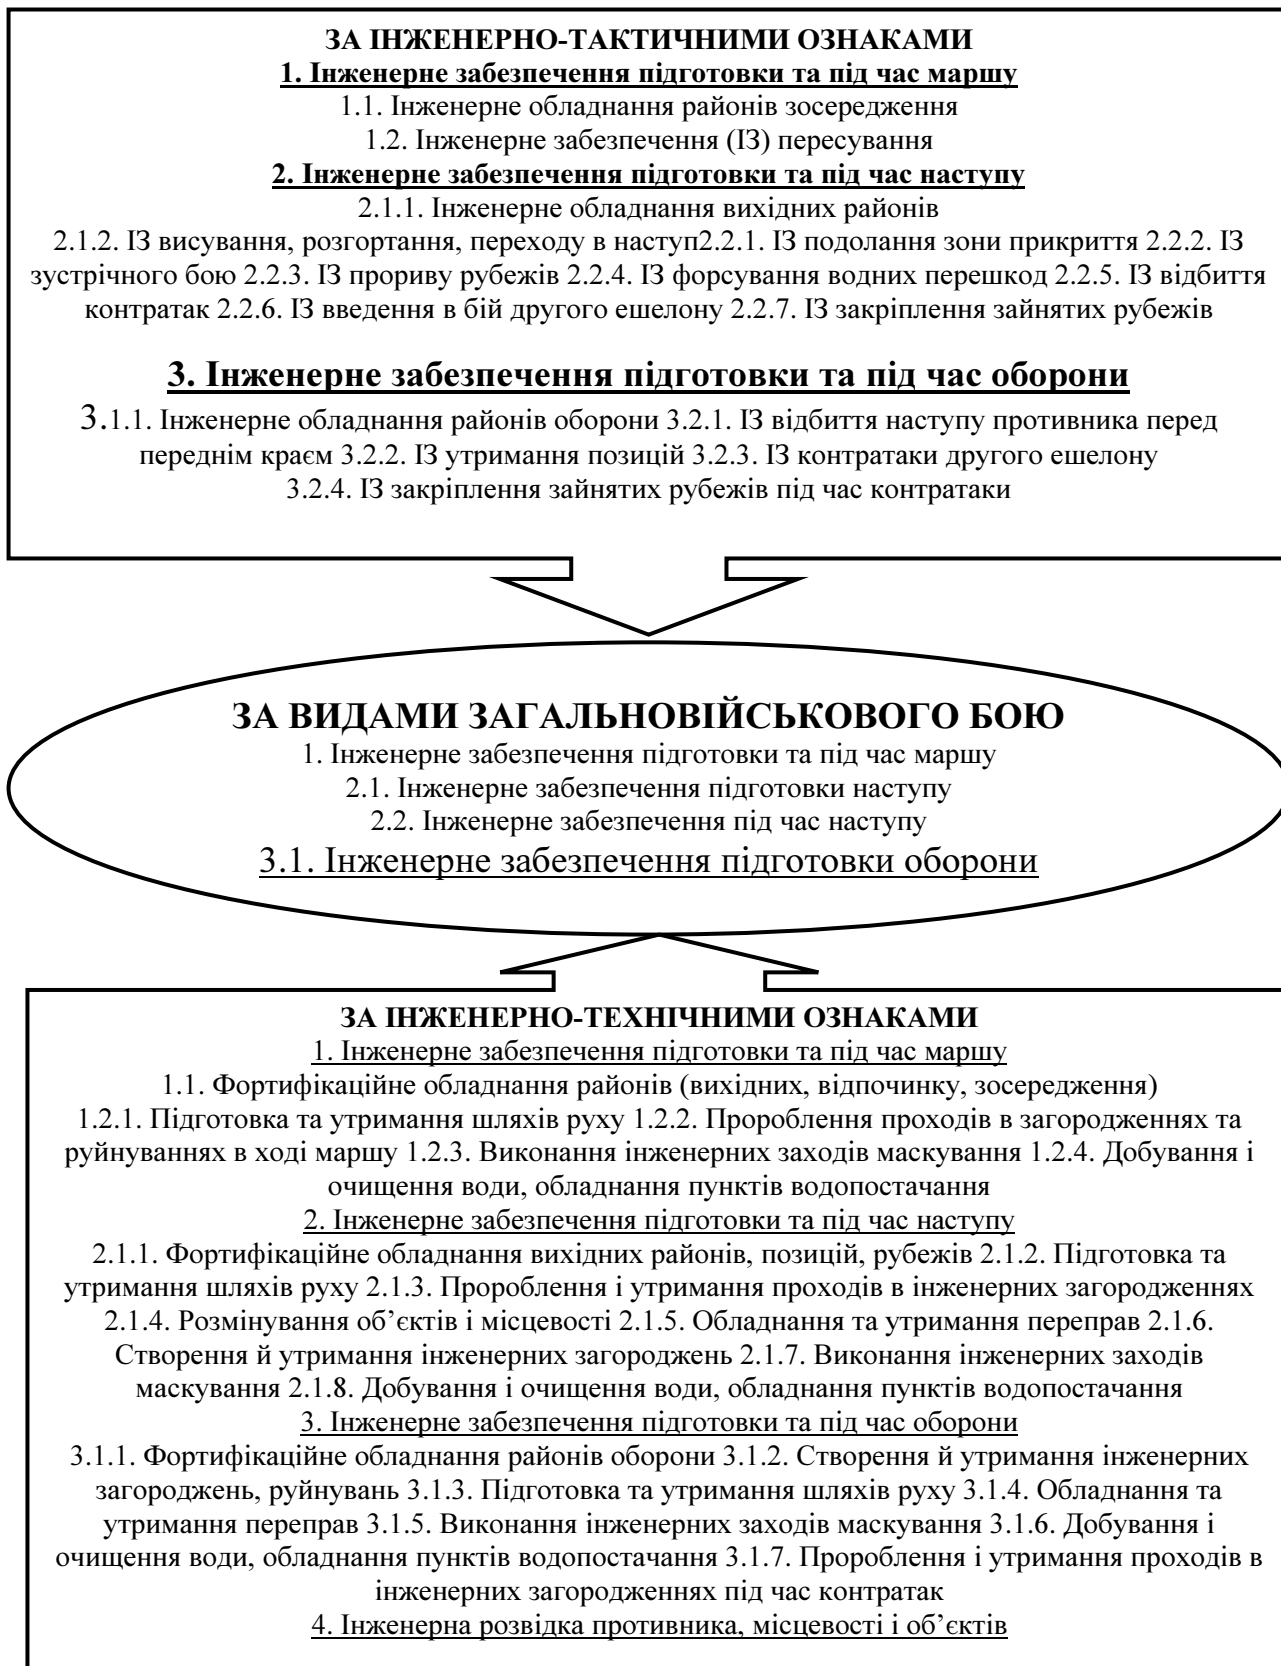 ЗА ІНЖЕНЕРНО-ТАКТИЧНИМИ ОЗНАКАМИ
1. Інженерне забезпечення підготовки та під час маршу
1.1. Інженерне обладнання районів зосередження
1.2. Інженерне забезпечення (ІЗ) пересування
2. Інженерне забезпечення підготовки та під час наступу
2.1.1. Інженерне обладнання вихідних районів
2.1.2. ІЗ висування, розгортання, переходу в наступ2.2.1. ІЗ подолання зони прикриття 2.2.2. ІЗ
зустрічного бою 2.2.3. ІЗ прориву рубежів 2.2.4. ІЗ форсування водних перешкод 2.2.5. ІЗ відбиття
контратак 2.2.6. ІЗ введення в бій другого ешелону 2.2.7. ІЗ закріплення зайнятих рубежів
3. Інженерне забезпечення підготовки та під час оборони
3.1.1. Інженерне обладнання районів оборони 3.2.1. ІЗ відбиття наступу противника перед
переднім краєм 3.2.2. ІЗ утримання позицій 3.2.3. ІЗ контратаки другого ешелону
3.2.4. ІЗ закріплення зайнятих рубежів під час контратаки
ЗА ВИДАМИ ЗАГАЛЬНОВІЙСЬКОВОГО БОЮ
1. Інженерне забезпечення підготовки та під час маршу
2.1. Інженерне забезпечення підготовки наступу
2.2. Інженерне забезпечення під час наступу
3.1. Інженерне забезпечення підготовки оборони
ЗА ІНЖЕНЕРНО-ТЕХНІЧНИМИ ОЗНАКАМИ
1. Інженерне забезпечення підготовки та під час маршу
1.1. Фортифікаційне обладнання районів (вихідних, відпочинку, зосередження)
1.2.1. Підготовка та утримання шляхів руху 1.2.2. Пророблення проходів в загородженнях та
руйнуваннях в ході маршу 1.2.3. Виконання інженерних заходів маскування 1.2.4. Добування і
очищення води, обладнання пунктів водопостачання
2. Інженерне забезпечення підготовки та під час наступу
2.1.1. Фортифікаційне обладнання вихідних районів, позицій, рубежів 2.1.2. Підготовка та
утримання шляхів руху 2.1.3. Пророблення і утримання проходів в інженерних загородженнях
2.1.4. Розмінування об’єктів і місцевості 2.1.5. Обладнання та утримання переправ 2.1.6.
Створення й утримання інженерних загороджень 2.1.7. Виконання інженерних заходів
маскування 2.1.8. Добування і очищення води, обладнання пунктів водопостачання
3. Інженерне забезпечення підготовки та під час оборони
3.1.1. Фортифікаційне обладнання районів оборони 3.1.2. Створення й утримання інженерних
загороджень, руйнувань 3.1.3. Підготовка та утримання шляхів руху 3.1.4. Обладнання та
утримання переправ 3.1.5. Виконання інженерних заходів маскування 3.1.6. Добування і
очищення води, обладнання пунктів водопостачання 3.1.7. Пророблення і утримання проходів в
інженерних загородженнях під час контратак
4. Інженерна розвідка противника, місцевості і об’єктів